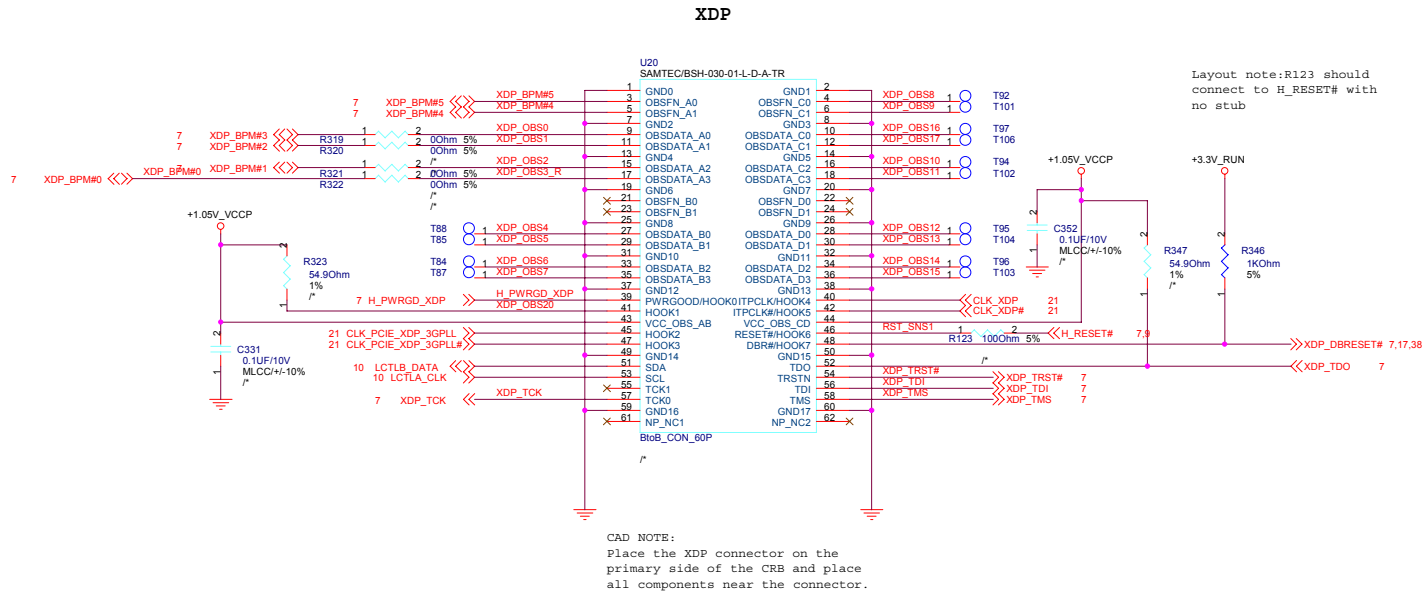 XDP
U20
SAMTEC/BSH-030-01-L-D-A-TR
Layout note:R123 should
connect to H_RESET# with
no stub
1 GND0 GND1 2
7 XDP_BPM#5 XDP_BPM#5 3 OBSFN_A0 OBSFN_C0 4 XDP_OBS8 1 T92
7 XDP_BPM#4 XDP_BPM#4 5 OBSFN_A1 OBSFN_C1 6 XDP_OBS9 1 T101
7 GND2 GND3 8
7 XDP_BPM#3 1 2 XDP_OBS0 9 OBSDATA_A0 OBSDATA_C0 10 XDP_OBS16 1 T97
R319 0Ohm 5%
7 XDP_BPM#2 1 2 XDP_OBS1 11 OBSDATA_A1 OBSDATA_C1 12 XDP_OBS17 1 T106
R320 0Ohm 5%
/*
13 GND4 GND5 14
7 XDP_BPM#1 1 2 XDP_OBS2 15 OBSDATA_A2 OBSDATA_C2 16 XDP_OBS10 1 T94
R321 0Ohm 5%
7 XDP_BPM#0 XDP_BPM#0 1 2 XDP_OBS3_R 17 OBSDATA_A3 OBSDATA_C3 18 XDP_OBS11 1 T102
R322 0Ohm 5%
/*
/*
19 GND6 GND7 20
21 OBSFN_B0 OBSFN_D0 22
23 OBSFN_B1 OBSFN_D1 24
25 GND8 GND9 26
T88 1 XDP_OBS4 27 OBSDATA_B0 OBSDATA_D0 28 XDP_OBS12 1 T95
T85 1 XDP_OBS5 29 OBSDATA_B1 OBSDATA_D1 30 XDP_OBS13 1 T104
31 GND10 GND11 32
T84 1 XDP_OBS6 33 OBSDATA_B2 OBSDATA_D2 34 XDP_OBS14 1 T96
T87 1 XDP_OBS7 35 OBSDATA_B3 OBSDATA_D3 36 XDP_OBS15 1 T103
37 GND12 GND13 38
7 H_PWRGD_XDP H_PWRGD_XDP 39 PWRGOOD/HOOK0 ITPCLK/HOOK4 40 CLK_XDP 21
XDP_OBS20 41 HOOK1 ITPCLK#/HOOK5 42 CLK_XDP# 21
43 VCC_OBS_AB VCC_OBS_CD 44
21 CLK_PCIE_XDP_3GPLL 45 HOOK2 RESET#/HOOK6 46 RST_SNS1 1 2 H_RESET# 7,9
R123 100Ohm 5%
/*
21 CLK_PCIE_XDP_3GPLL# 47 HOOK3 DBR#/HOOK7 48 XDP_DBRESET# 7,17,38
49 GND14 GND15 50
10 LCTLB_DATA 51 SDA TDO 52 XDP_TDO 7
10 LCTLA_CLK 53 SCL TRSTN 54 XDP_TRST# XDP_TRST# 7
55 TCK1 TDI 56 XDP_TDI XDP_TDI 7
7 XDP_TCK XDP_TCK 57 TCK0 TMS 58 XDP_TMS XDP_TMS 7
59 GND16 GND17 60
61 NP_NC1 NP_NC2 62
BtoB_CON_60P
/*
+1.05V_VCCP
2
R323
54.9Ohm
1%
/*
1
2
C331
0.1UF/10V
MLCC/+/-10%
/*
1
+1.05V_VCCP
2
C352
0.1UF/10V
MLCC/+/-10%
/*
1
2
R347
54.9Ohm
1%
/*
1
+3.3V_RUN
2
R346
1KOhm
5%
1
CAD NOTE:
Place the XDP connector on the
primary side of the CRB and place
all components near the connector.